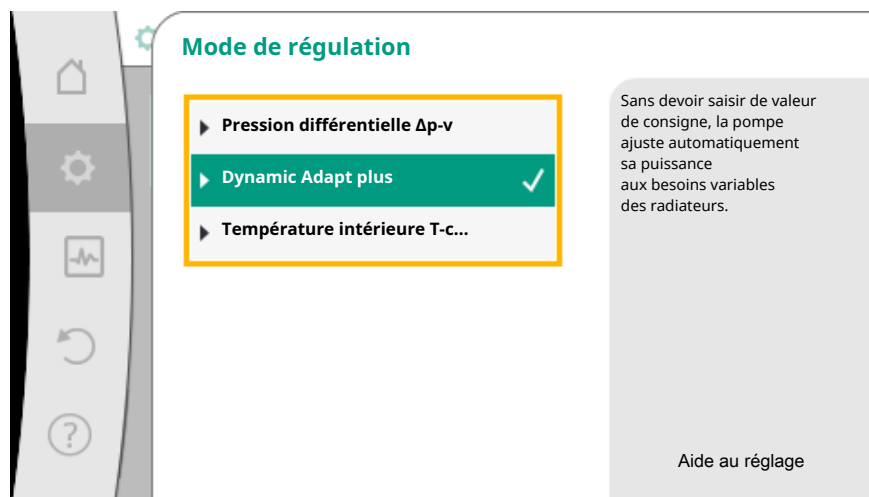 Mode de régulation
Pression différentielle Δp-v
Dynamic Adapt plus
Température intérieure T-c...
Sans devoir saisir de valeur
de consigne, la pompe
ajuste automatiquement
sa puissance
aux besoins variables
des radiateurs.
Aide au réglage
?